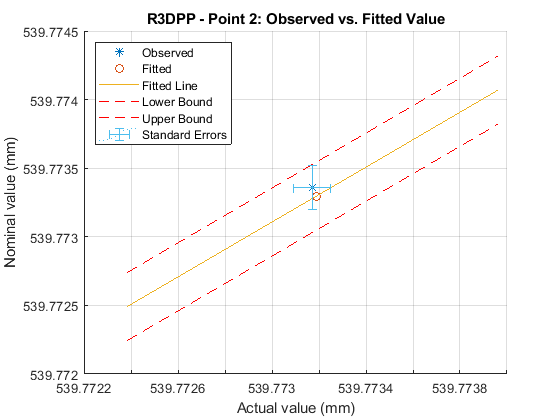 R3DPP - Point 2: Observed vs. Fitted Value
539.7745
539.774
539.7735
539.773
539.7725
539.772
Nominal value (mm)
Observed
Fitted
Fitted Line
Lower Bound
Upper Bound
Standard Errors
539.7722
539.7726
539.773
539.7734
539.7738
Actual value (mm)